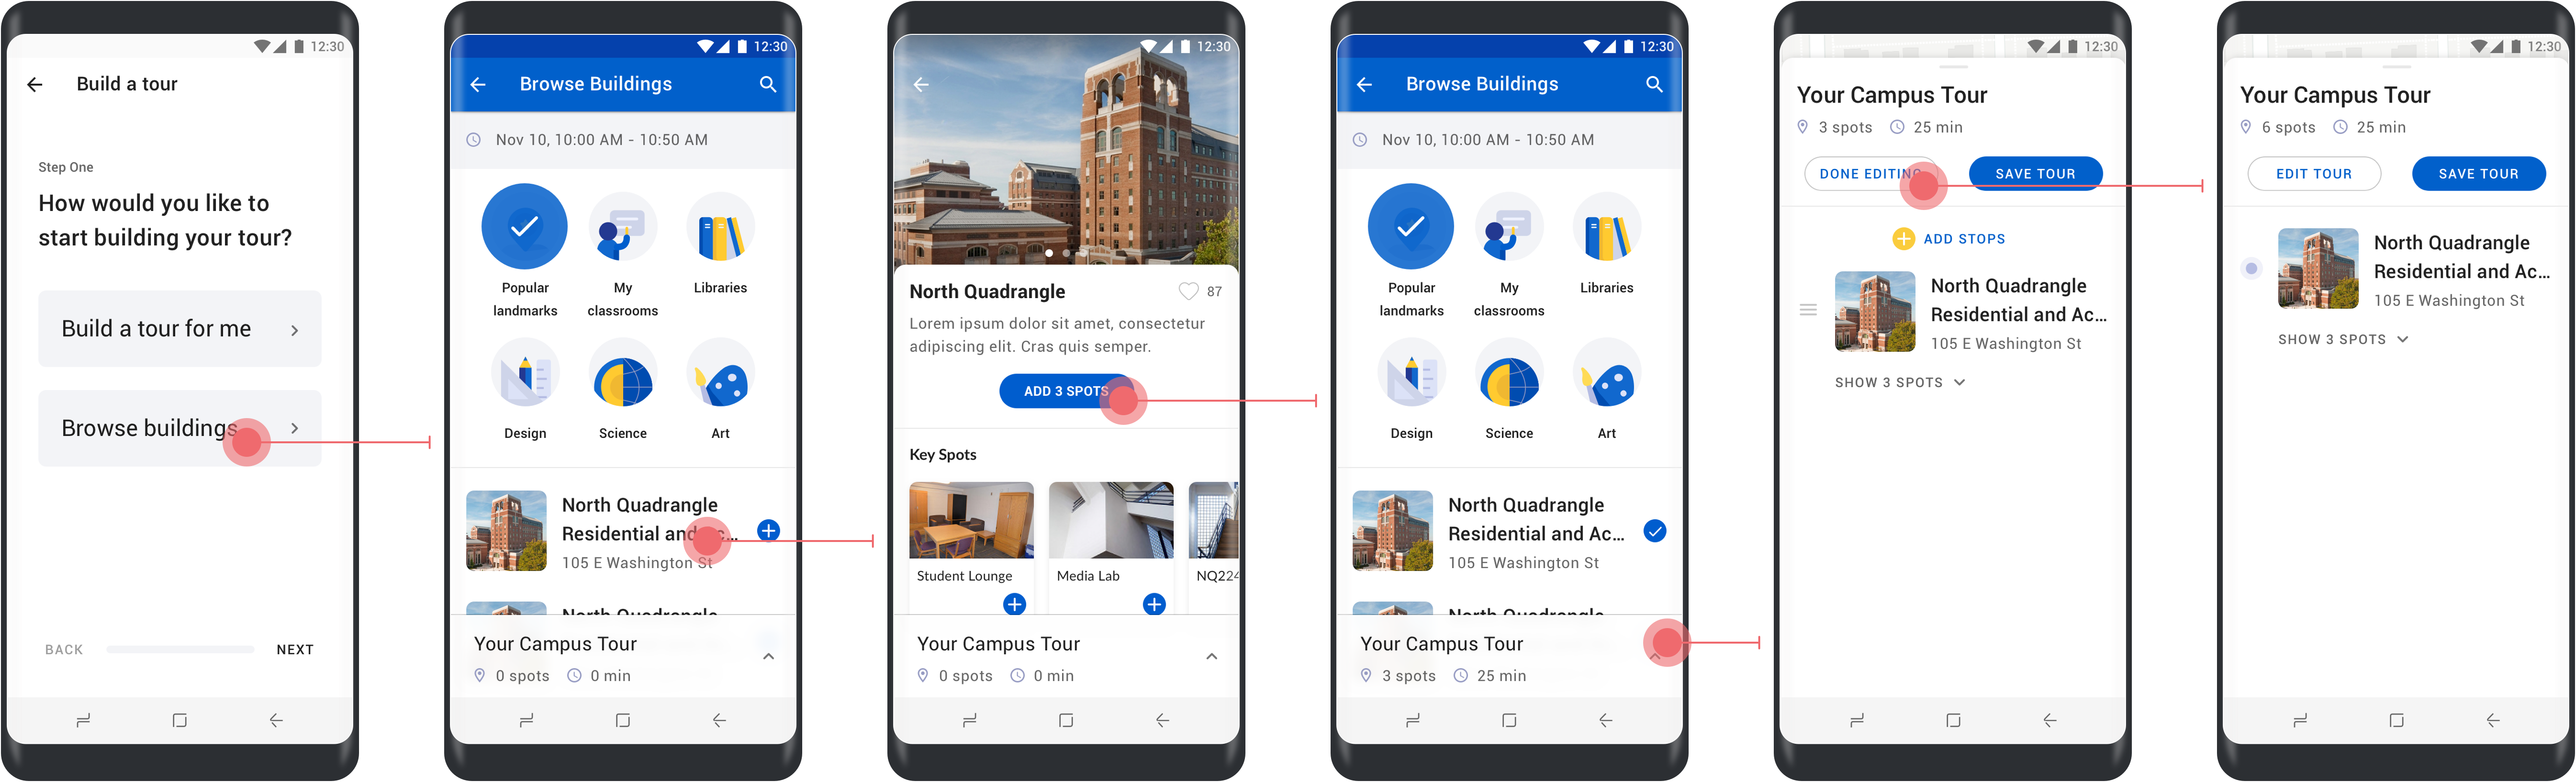 12:30
Build a tour
Step One
How would you like to
start building your tour?
Build a tour for me
Browse buildings
BACK
NEXT
12:30
Browse Buildings
Nov 10, 10:00 AM - 10:50 AM
Popular
landmarks
My
classrooms
Libraries
Design
Science
Art
North Quadrangle
Residential and Ac...
105 E Washington St
North Quadrangle
Your Campus Tour
0 spots 0 min
12:30
North Quadrangle
87
Lorem ipsum dolor sit amet, consectetur
adipiscing elit. Cras quis semper.
ADD 3 SPOTS
Key Spots
Student Lounge
Media Lab
NQ224
Your Campus Tour
0 spots 0 min
12:30
Browse Buildings
Nov 10, 10:00 AM - 10:50 AM
Popular
landmarks
My
classrooms
Libraries
Design
Science
Art
North Quadrangle
Residential and Ac...
105 E Washington St
North Quadrangle
Your Campus Tour
3 spots 25 min
12:30
Your Campus Tour
3 spots 25 min
DONE EDITING
SAVE TOUR
ADD STOPS
North Quadrangle
Residential and Ac...
105 E Washington St
SHOW 3 SPOTS
12:30
Your Campus Tour
6 spots 25 min
EDIT TOUR
SAVE TOUR
North Quadrangle
Residential and Ac...
105 E Washington St
SHOW 3 SPOTS